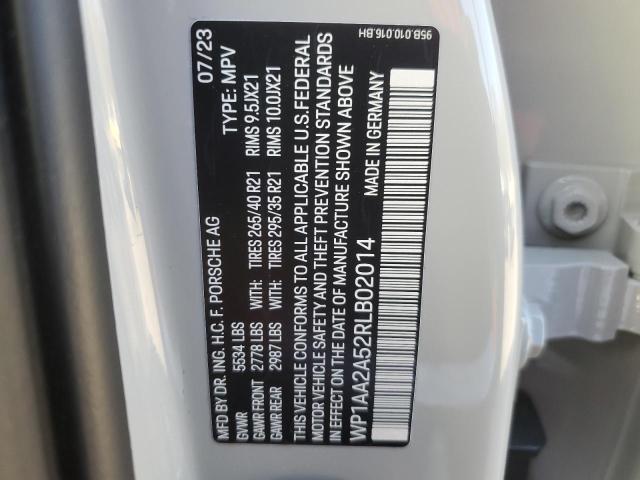 MFD BY DR. ING. H.C. F. PORSCHE AG 07/23
GVWR 5534 LBS TYPE: MPV
GAWR FRONT 2778 LBS WITH: TIRES 265/40 R21 RIMS 9.5JX21
GAWR REAR 2987 LBS WITH: TIRES 295/35 R21 RIMS 10.0JX21
THIS VEHICLE CONFORMS TO ALL APPLICABLE U.S. FEDERAL
MOTOR VEHICLE SAFETY AND THEFT PREVENTION STANDARDS
IN EFFECT ON THE DATE OF MANUFACTURE SHOWN ABOVE
WP1AA2A52RLB02014 MADE IN GERMANY
95B.010.016.BH